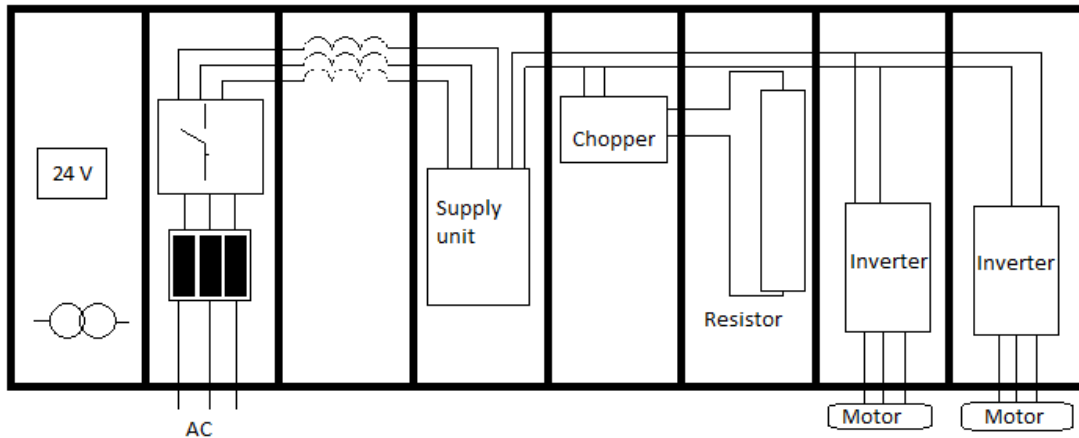 24 V
AC
Supply
unit
Chopper
Resistor
Inverter
Motor
Inverter
Motor